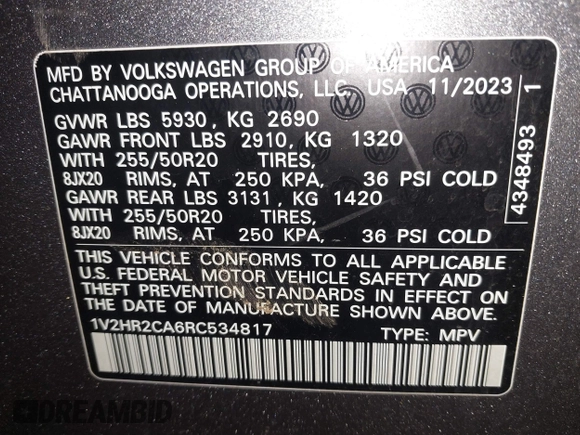 MFD BY VOLKSWAGEN GROUP OF AMERICA
CHATTANOOGA OPERATIONS, LLC, USA 11/2023
GVWR LBS 5930, KG 2690
GAWR FRONT LBS 2910, KG 1320
WITH 255/50R20 TIRES,
8JX20 RIMS, AT 250 KPA, 36 PSI COLD
GAWR REAR LBS 3131, KG 1420
WITH 255/50R20 TIRES,
8JX20 RIMS, AT 250 KPA, 36 PSI COLD
THIS VEHICLE CONFORMS TO ALL APPLICABLE
U.S. FEDERAL MOTOR VEHICLE SAFETY AND
THEFT PREVENTION STANDARDS IN EFFECT ON
THE DATE OF MANUFACTURE SHOWN ABOVE.
1V2HR2CA6RC534817 TYPE: MPV
4348493 1
DREAMBID